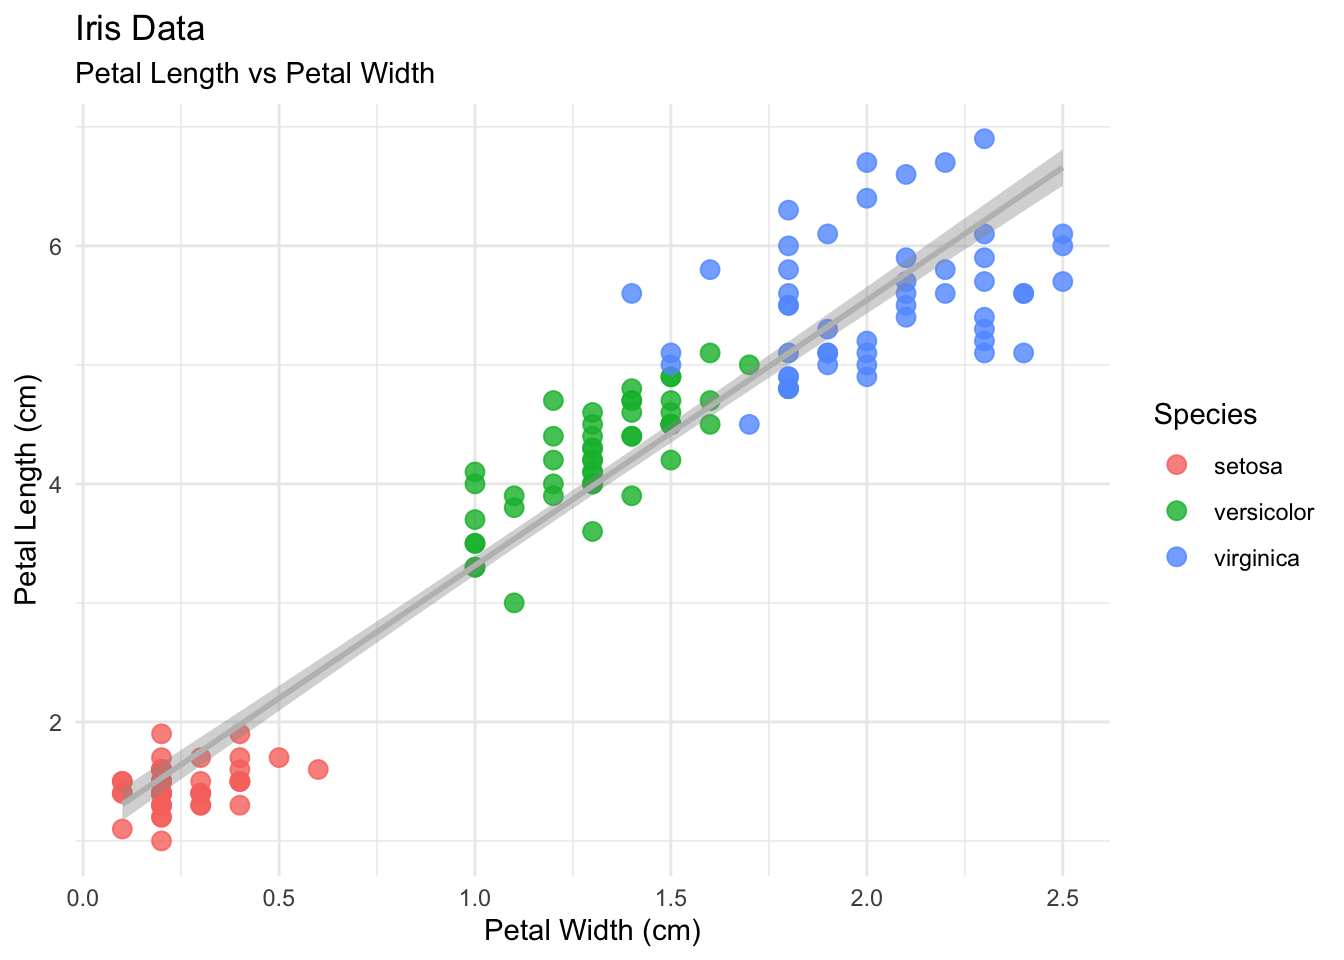 Iris Data
Petal Length vs Petal Width
6
4
2
Petal Length (cm)
0.0 0.5 1.0 1.5 2.0 2.5
Petal Width (cm)
Species
setosa
versicolor
virginica